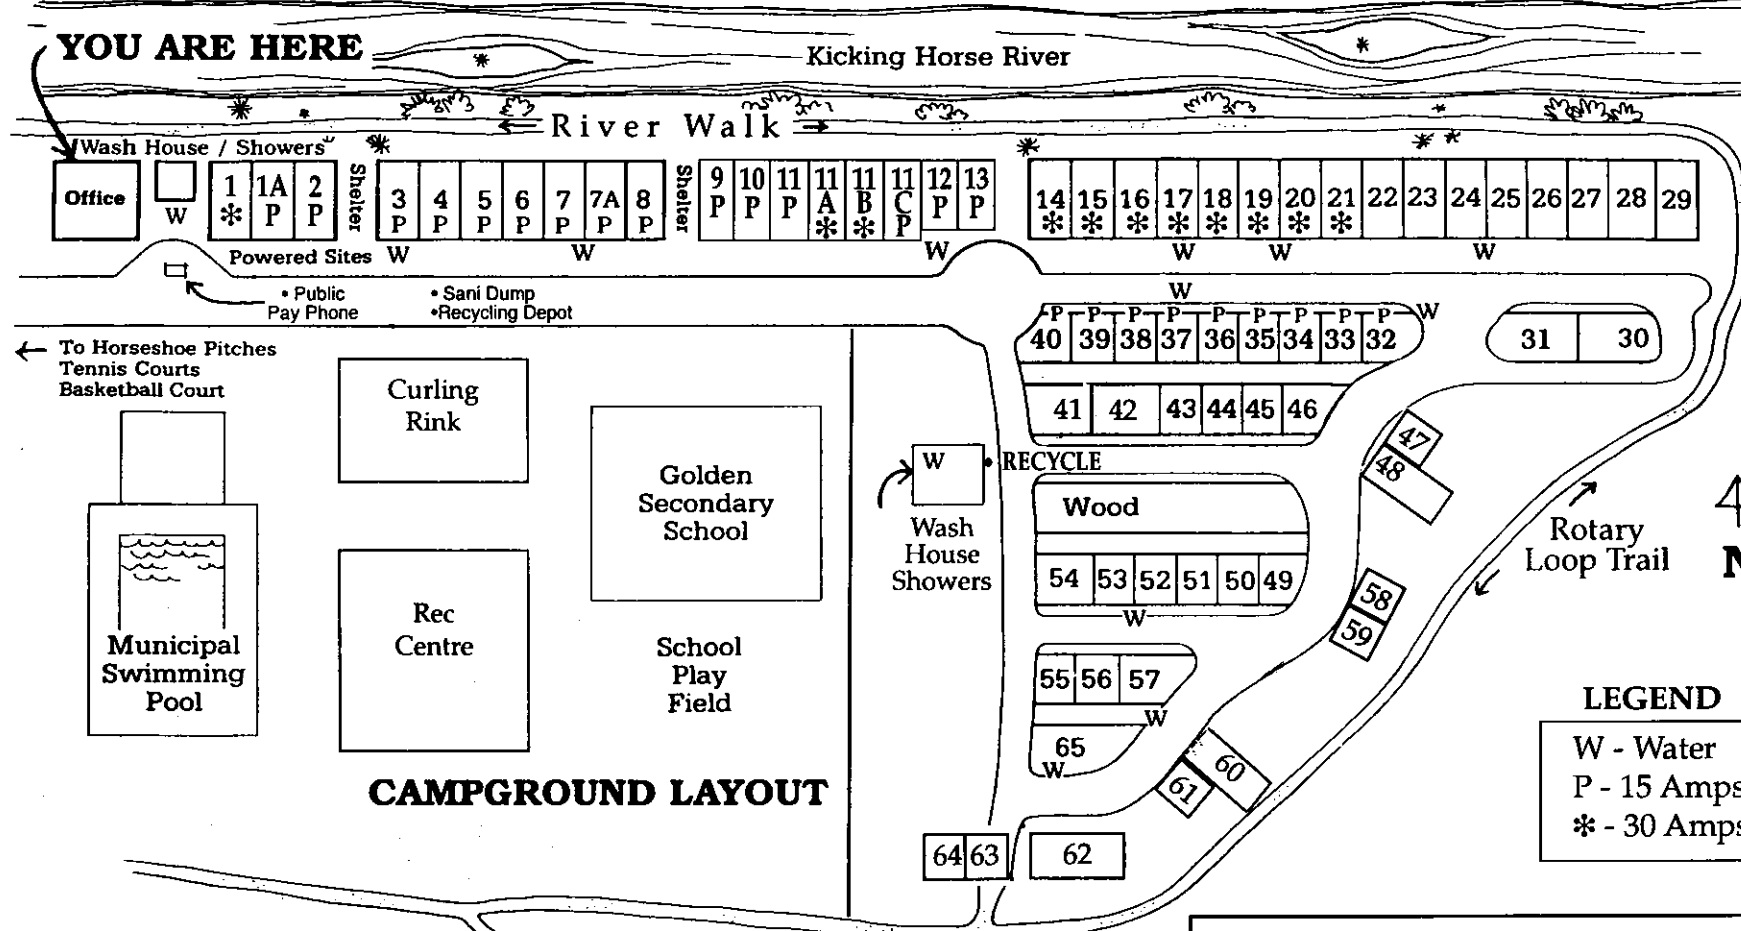 YOU ARE HERE
Kicking Horse River
← River Walk →
Wash House / Showers
Office
W
1
*
1A
P
2
P
Shelter
3
P
4
P
5
P
6
P
7
P
7A
P
8
P
Shelter
9
P
10
P
11
P
11
A
*
11
B
*
11
C
P
12
P
13
P
14
*
15
*
16
*
17
*
18
*
19
*
20
*
21
*
22
23
24
25
26
27
28
29
Powered Sites
W
W
W
W
W
W
• Public
Pay Phone
• Sani Dump
•Recycling Depot
W
P P P P P P P P P
W
40 39 38 37 36 35 34 33 32
31 30
← To Horseshoe Pitches
Tennis Courts
Basketball Court
Curling
Rink
41 42 43 44 45 46
47
48
W
• RECYCLE
Golden
Secondary
School
Wood
Wash
House
Showers
Rotary
Loop Trail
54 53 52 51 50 49
W
58
59
Rec
Centre
Municipal
Swimming
Pool
School
Play
Field
55 56 57
W
65
W
60
61
CAMPGROUND LAYOUT
64 63
62
4
N
LEGEND
W - Water
P - 15 Amps
* - 30 Amps